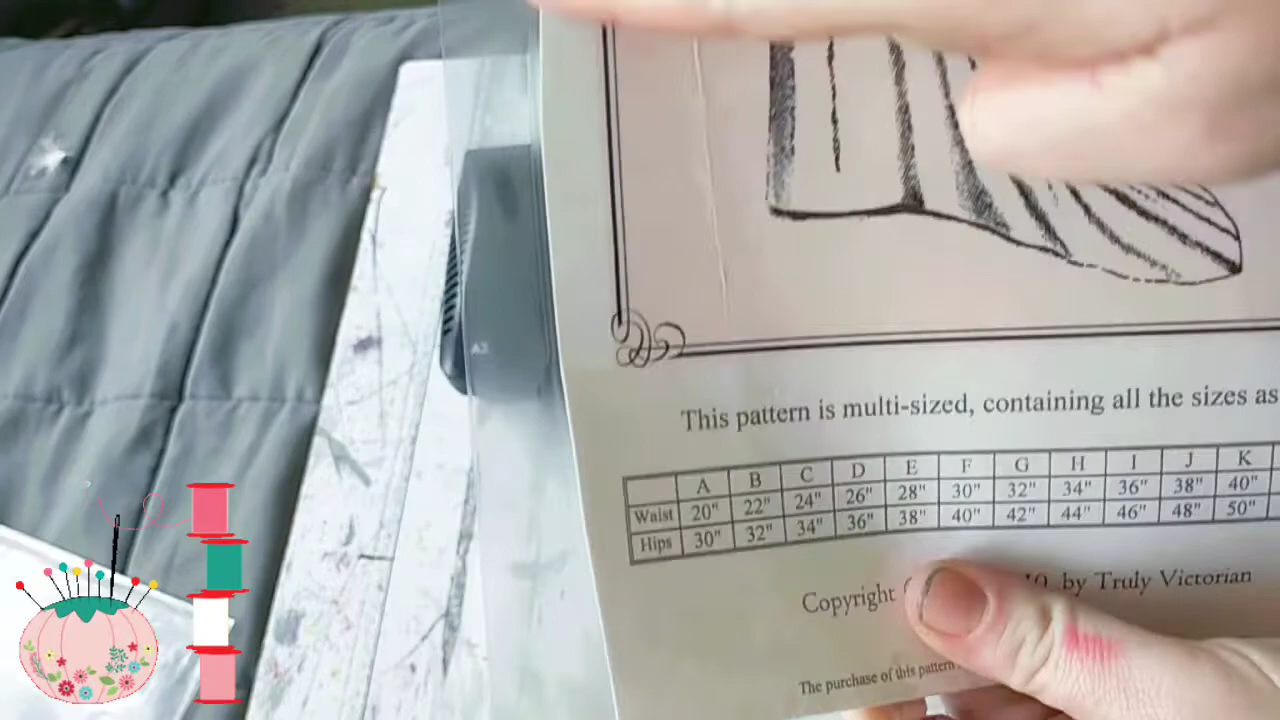 A3
This pattern is multi-sized, containing all the sizes as
A B C D E F G H I J K
Waist 20" 22" 24" 26" 28" 30" 32" 34" 36" 38" 40"
Hips 30" 32" 34" 36" 38" 40" 42" 44" 46" 48" 50"
Copyright by Truly Victorian
The purchase of this pattern